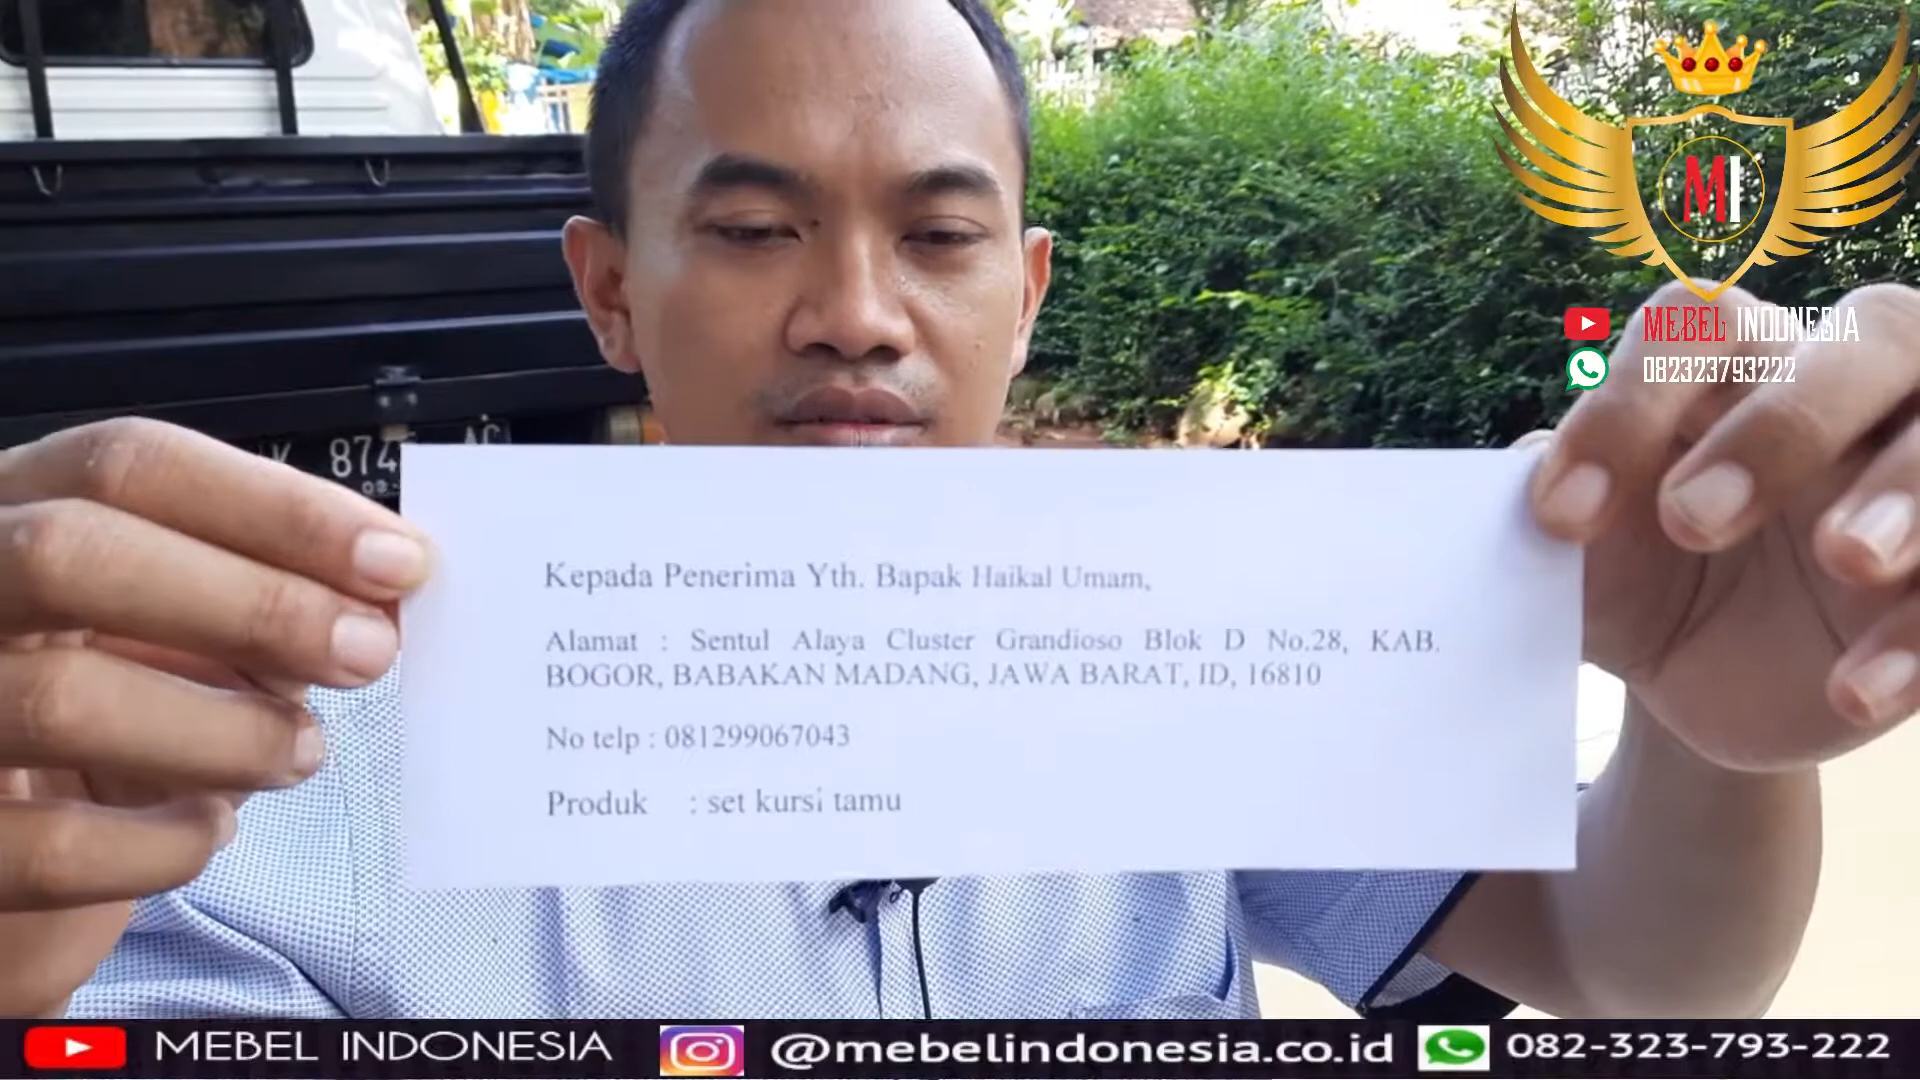 MI
MEBEL INDONESIA
082323793222
K 874 AG
Kepada Penerima Yth. Bapak Haikal Umam,
Alamat : Sentul Alaya Cluster Grandioso Blok D No.28, KAB.
BOGOR, BABAKAN MADANG, JAWA BARAT, ID, 16810
No telp : 081299067043
Produk : set kursi tamu
MEBEL INDONESIA @mebelindonesia.co.id 082-323-793-222